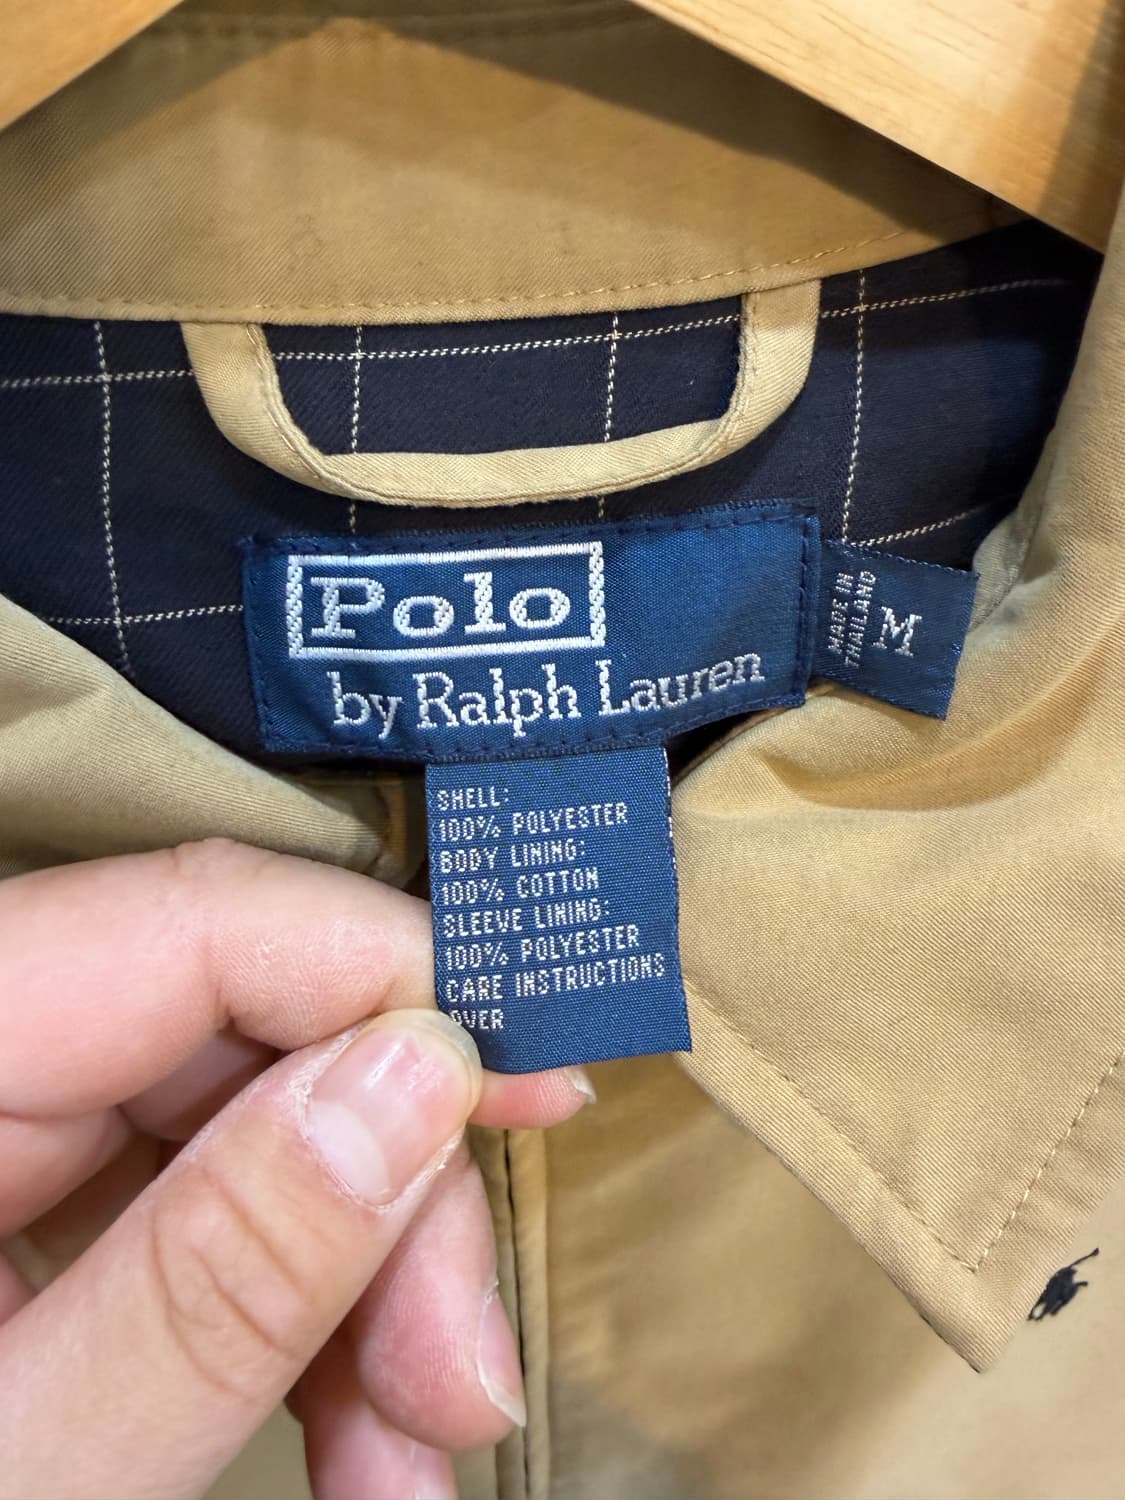 Polo
by Ralph Lauren
MADE IN
THAILAND
M
SHELL:
100% POLYESTER
BODY LINING:
100% COTTON
SLEEVE LINING:
100% POLYESTER
CARE INSTRUCTIONS
OVER